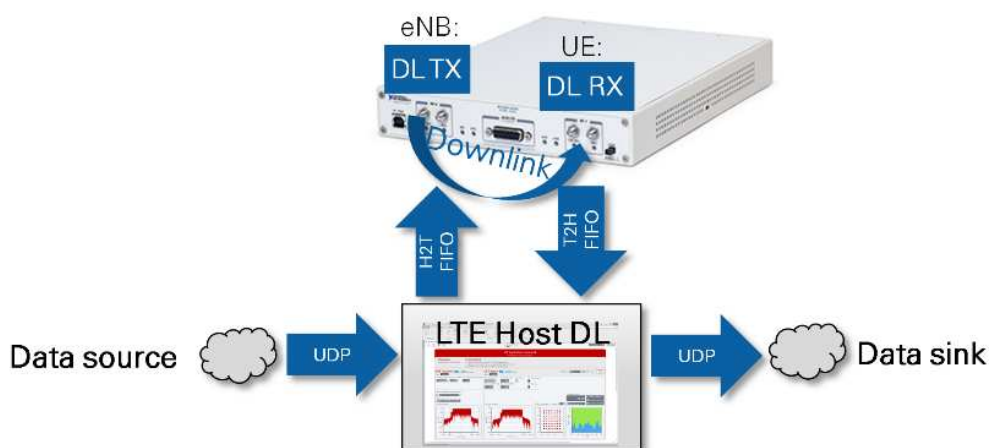 eNB:
DL TX
UE:
DL RX
Downlink
H2T
FIFO
T2H
FIFO
LTE Host DL
Data source
UDP
UDP
Data sink